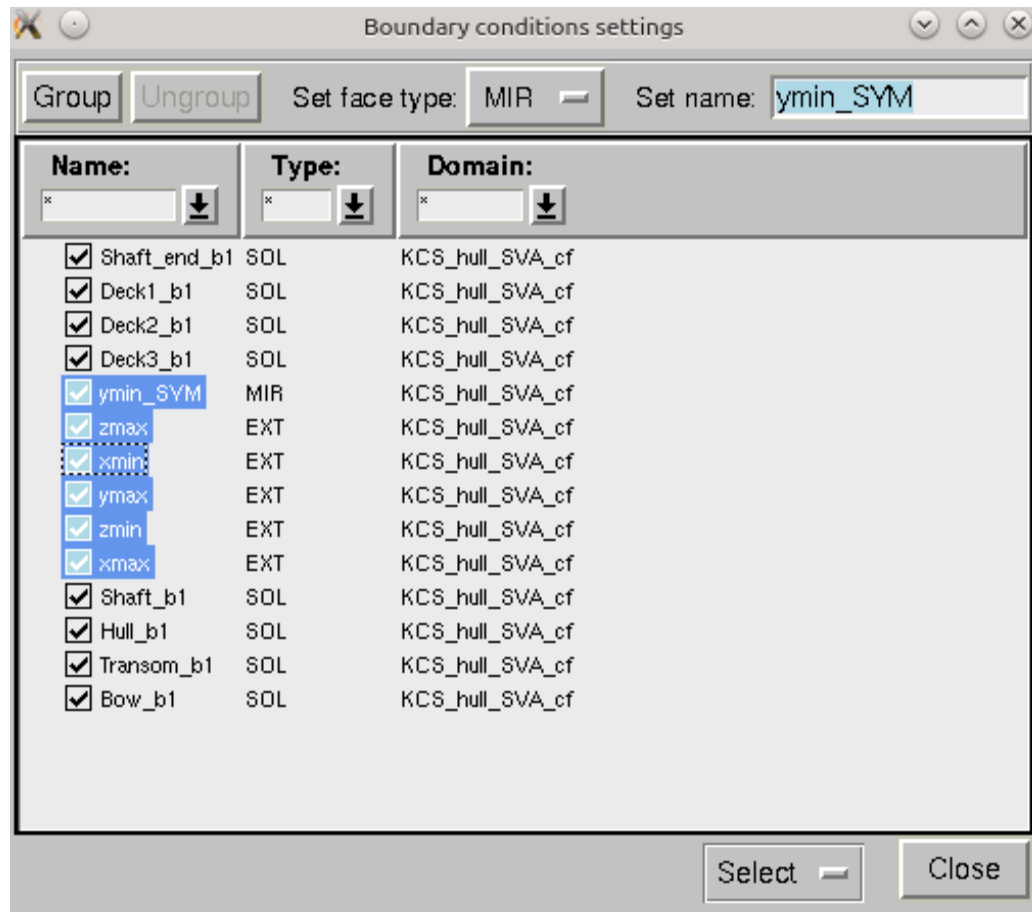 Boundary conditions settings
Group Ungroup Set face type: MIR Set name: ymin_SYM
Name: Type: Domain:
* * *
Shaft_end_b1 SOL KCS_hull_SVA_cf
Deck1_b1 SOL KCS_hull_SVA_cf
Deck2_b1 SOL KCS_hull_SVA_cf
Deck3_b1 SOL KCS_hull_SVA_cf
ymin_SYM MIR KCS_hull_SVA_cf
zmax EXT KCS_hull_SVA_cf
xmin EXT KCS_hull_SVA_cf
ymax EXT KCS_hull_SVA_cf
zmin EXT KCS_hull_SVA_cf
xmax EXT KCS_hull_SVA_cf
Shaft_b1 SOL KCS_hull_SVA_cf
Hull_b1 SOL KCS_hull_SVA_cf
Transom_b1 SOL KCS_hull_SVA_cf
Bow_b1 SOL KCS_hull_SVA_cf
Select Close